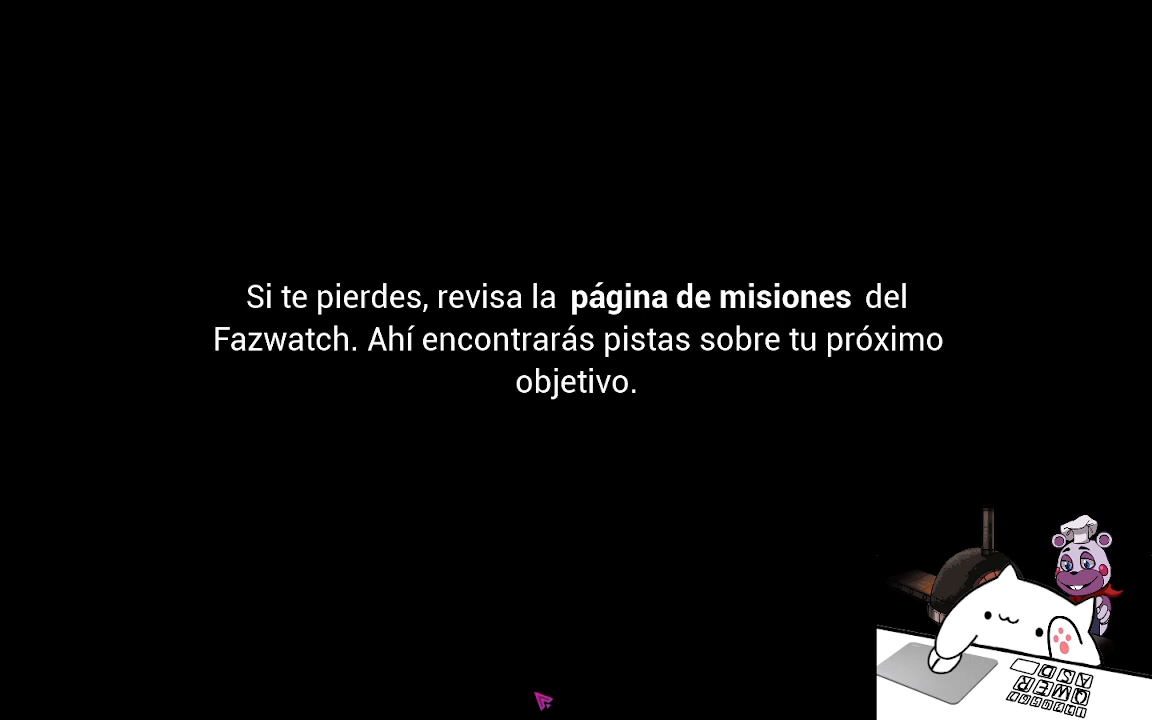 Si te pierdes, revisa la página de misiones del
Fazwatch. Ahí encontrarás pistas sobre tu próximo
objetivo.